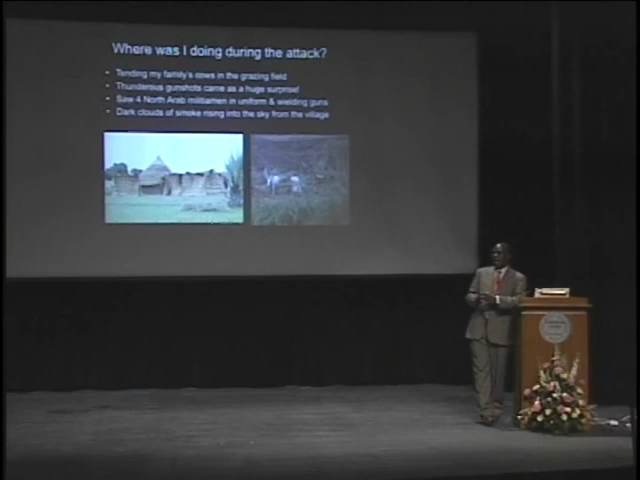 Where was I doing during the attack?
• Tending my family's cows in the grazing field
• Thunderous gunshots came as a huge surprise!
• Saw 4 North Arab militiamen in uniform & wielding guns
• Dark clouds of smoke rising into the sky from the village